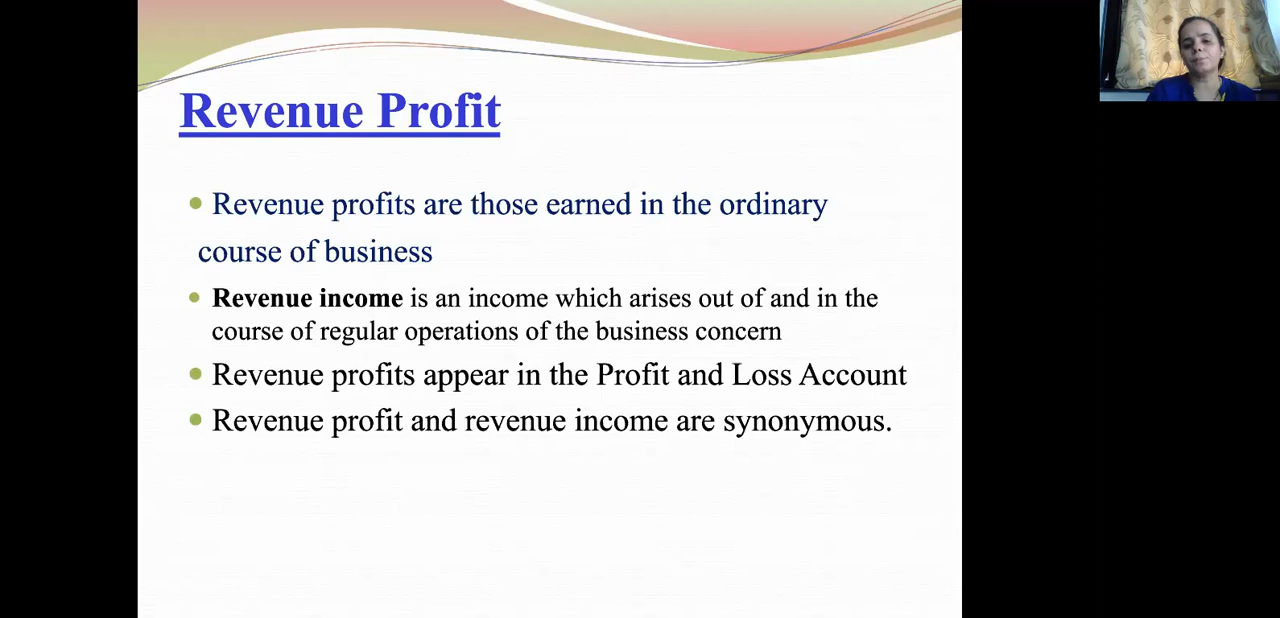 Revenue Profit
Revenue profits are those earned in the ordinary
course of business
Revenue income is an income which arises out of and in the
course of regular operations of the business concern
Revenue profits appear in the Profit and Loss Account
Revenue profit and revenue income are synonymous.